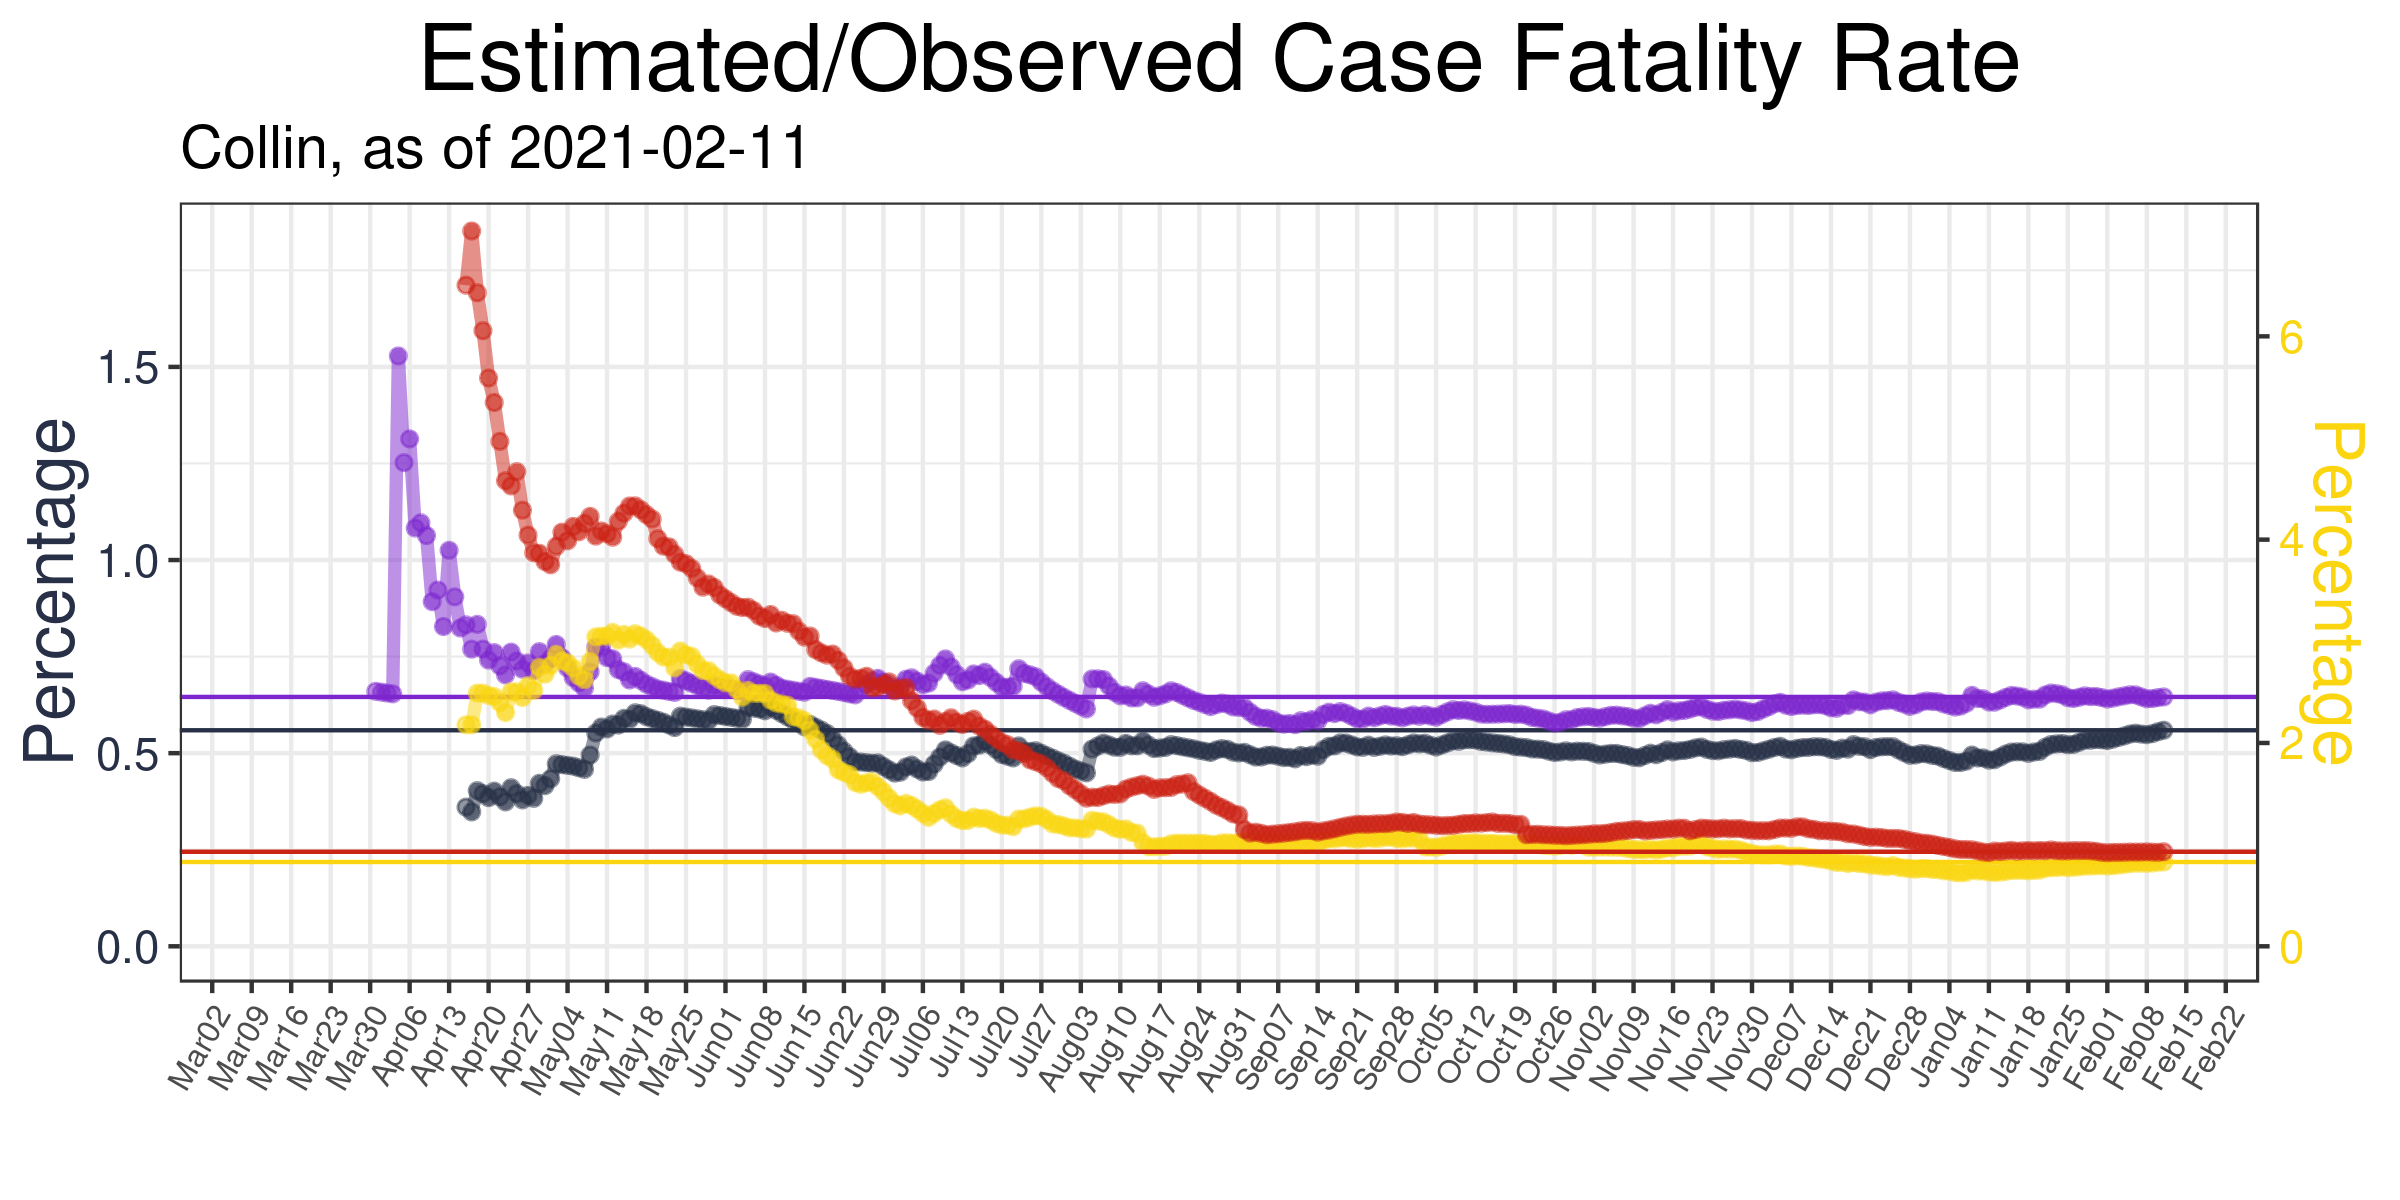 Estimated/Observed Case Fatality Rate
Collin, as of 2021-02-11
Percentage
1.5
1.0
0.5
0.0
6
4
2
0
Percentage
Mar02
Mar09
Mar16
Mar23
Mar30
Apr06
Apr13
Apr20
Apr27
May04
May11
May18
May25
Jun01
Jun08
Jun15
Jun22
Jun29
Jul06
Jul13
Jul20
Jul27
Aug03
Aug10
Aug17
Aug24
Aug31
Sep07
Sep14
Sep21
Sep28
Oct05
Oct12
Oct19
Oct26
Nov02
Nov09
Nov16
Nov23
Nov30
Dec07
Dec14
Dec21
Dec28
Jan04
Jan11
Jan18
Jan25
Feb01
Feb08
Feb15
Feb22